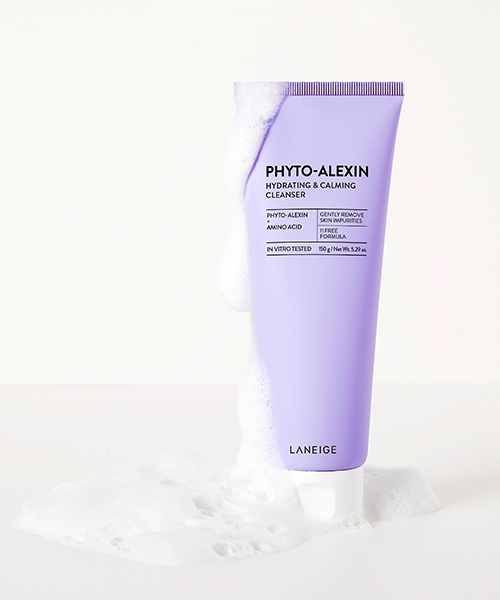 PHYTO-ALEXIN
HYDRATING & CALMING
CLEANSER
PHYTO-ALEXIN
+
AMINO ACID
GENTLY REMOVE
SKIN IMPURITIES
11 FREE
FORMULA
IN VITRO TESTED
150 g / Net Wt. 5.29 oz.
LANEIGE